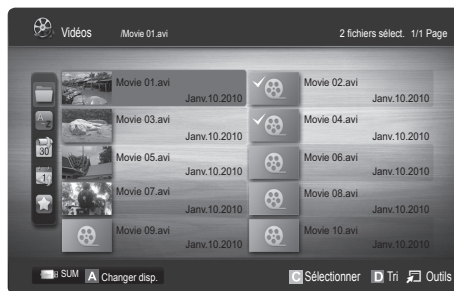 Vidéos /Movie 01.avi 2 fichiers sélect. 1/1 Page
Movie 01.avi Movie 02.avi
Janv.10.2010 Janv.10.2010
Movie 03.avi Movie 04.avi
Janv.10.2010 Janv.10.2010
Movie 05.avi Movie 06.avi
Janv.10.2010 Janv.10.2010
Movie 07.avi Movie 08.avi
Janv.10.2010 Janv.10.2010
Movie 09.avi Movie 10.avi
Janv.10.2010 Janv.10.2010
SUM A Changer disp. C Sélectionner D Tri Outils